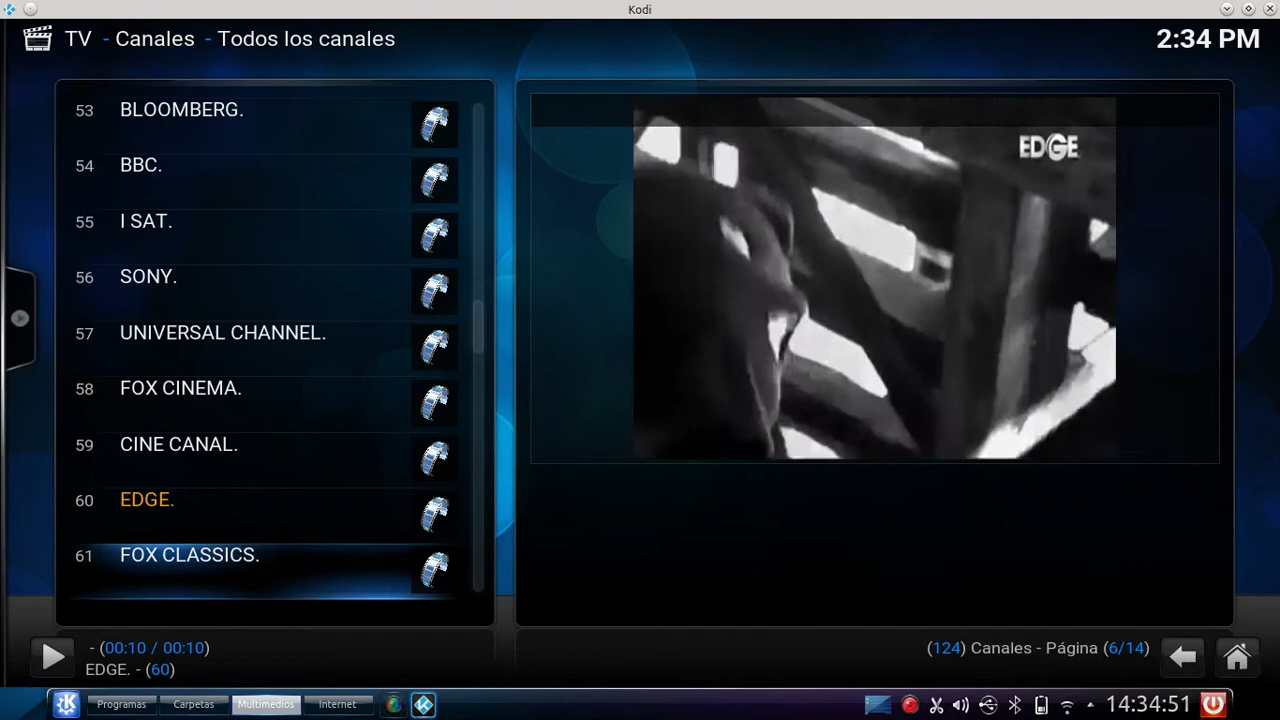 Kodi
TV - Canales - Todos los canales
2:34 PM
53 BLOOMBERG.
54 BBC.
55 I SAT.
56 SONY.
57 UNIVERSAL CHANNEL.
58 FOX CINEMA.
59 CINE CANAL.
60 EDGE.
61 FOX CLASSICS.
EDGE
- (00:10 / 00:10)
EDGE. - (60)
(124) Canales - Página (6/14)
Programas
Carpetas
Multimedios
Internet
14:34:51